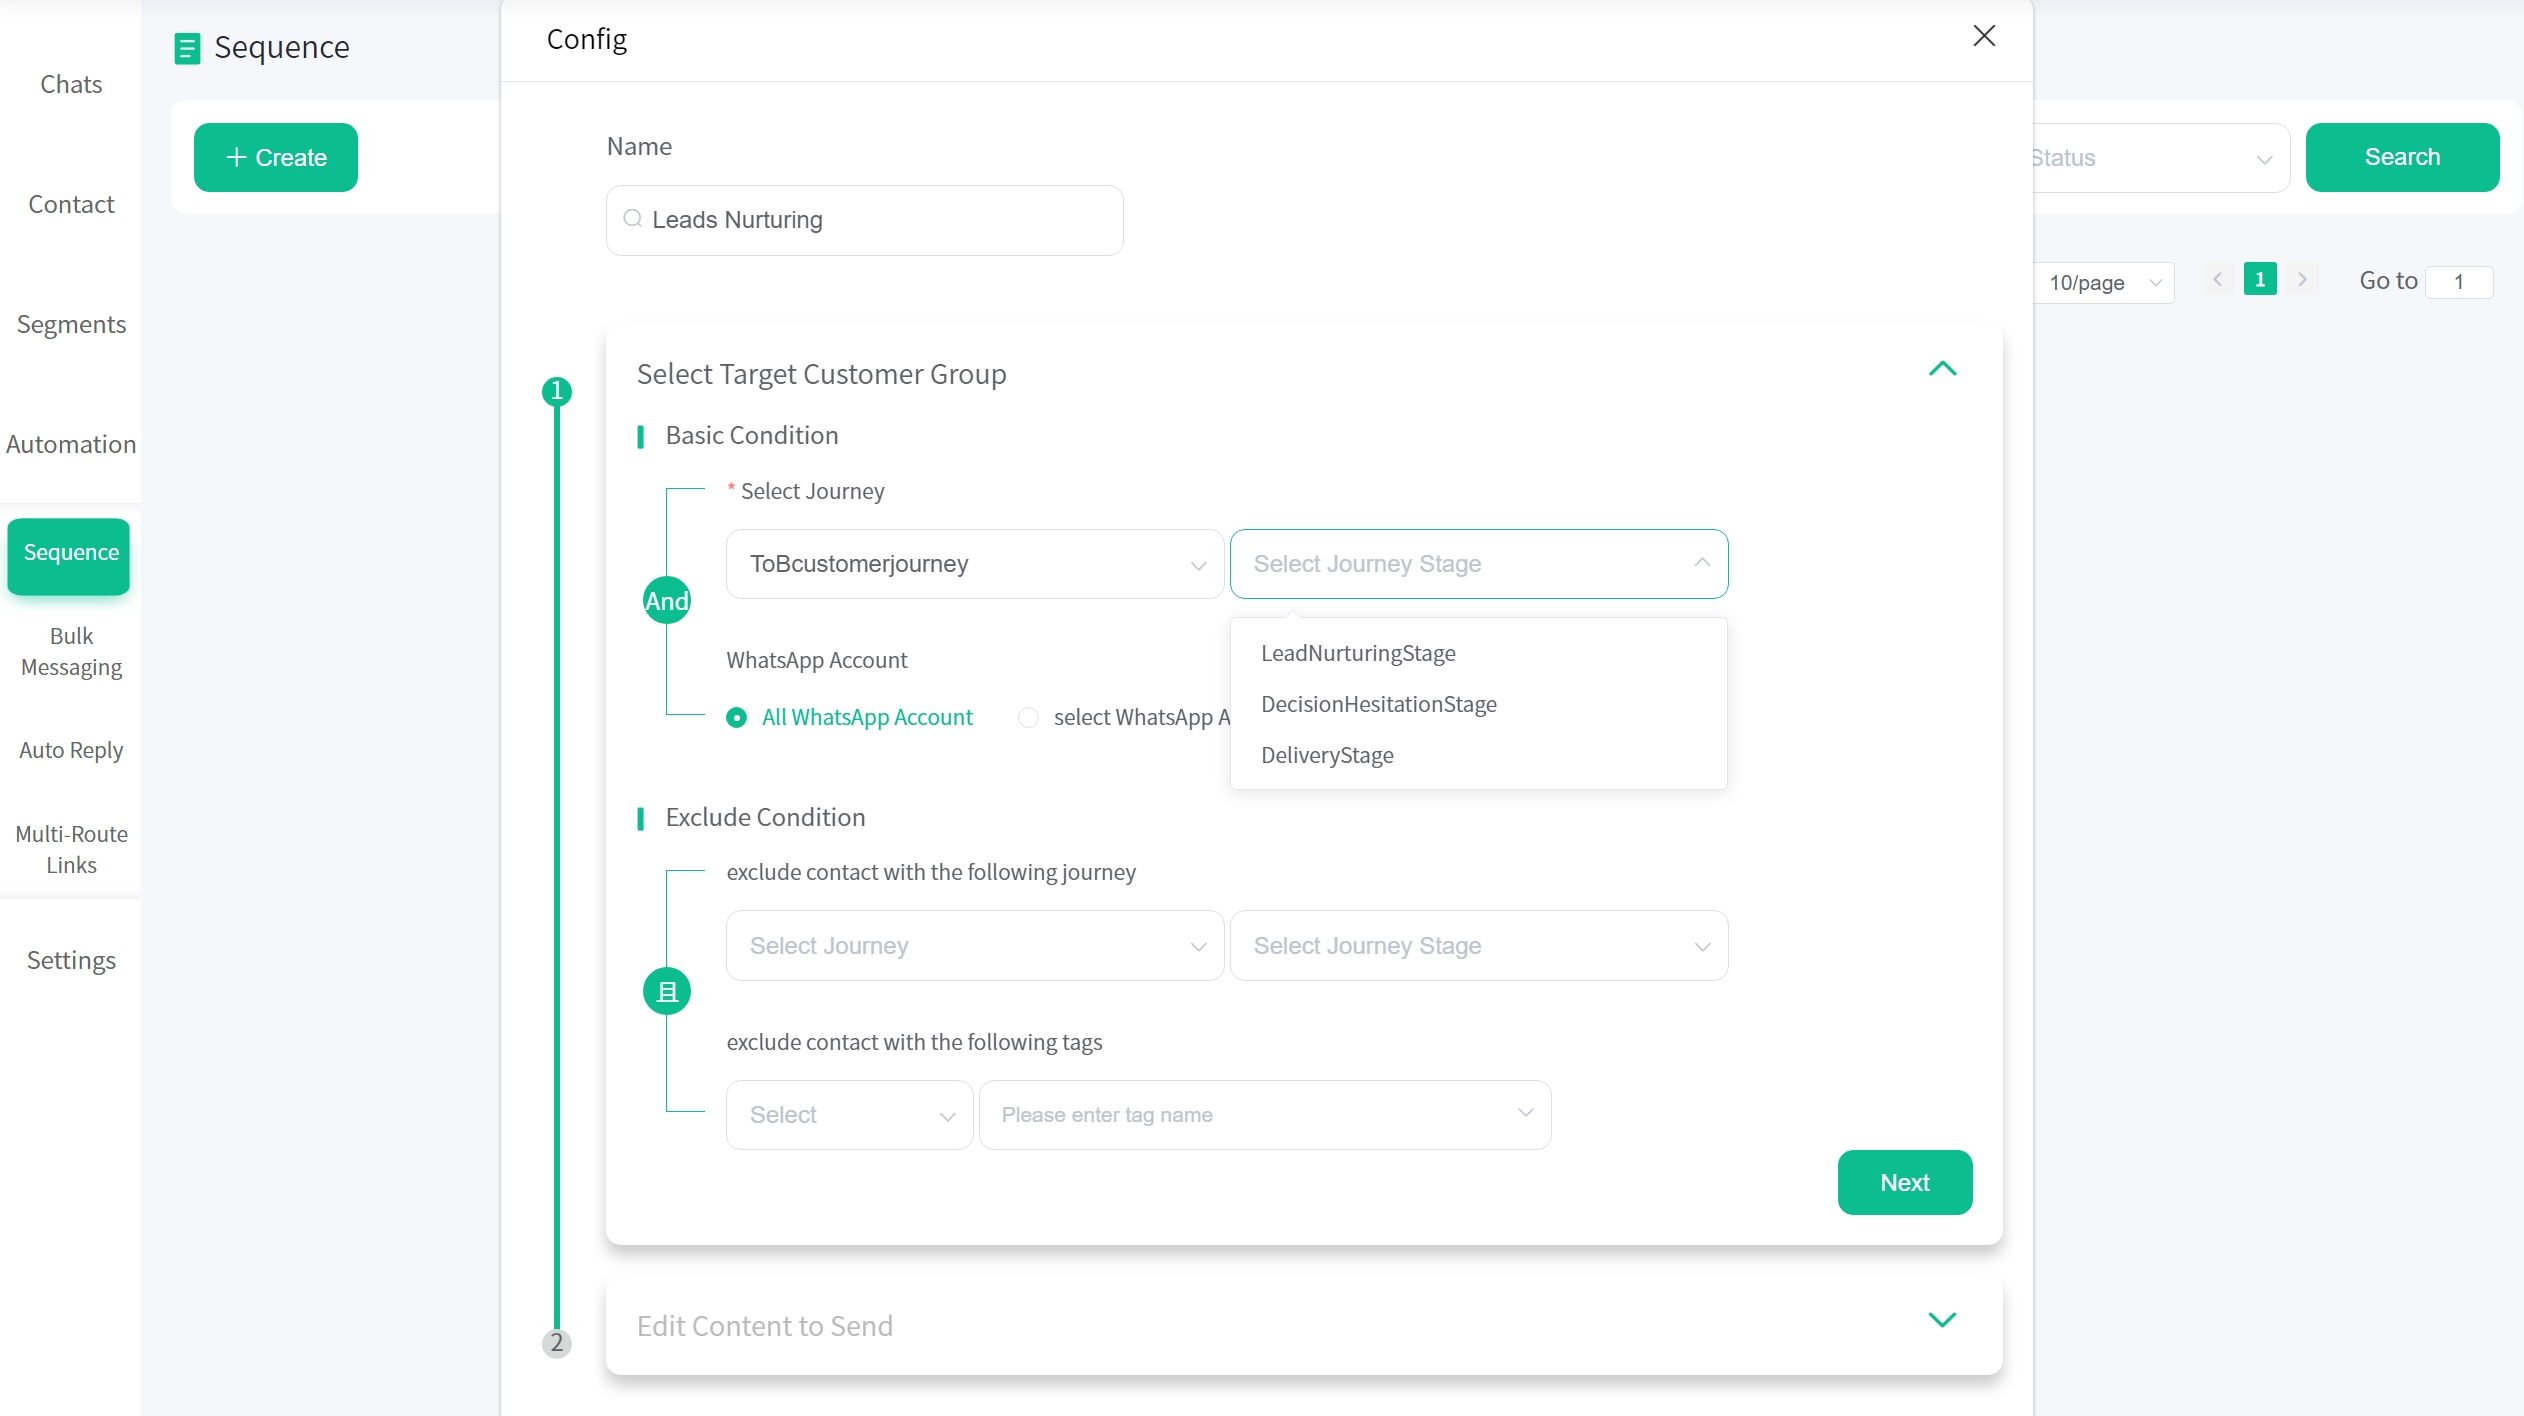 Chats
Contact
Segments
Automation
Sequence
Bulk
Messaging
Auto Reply
Multi-Route
Links
Settings
Sequence
+ Create
Status
Search
10/page
1
Go to 1
Config
Name
Leads Nurturing
1
Select Target Customer Group
Basic Condition
* Select Journey
ToBcustomerjourney
Select Journey Stage
And
LeadNurturingStage
DecisionHesitationStage
DeliveryStage
WhatsApp Account
All WhatsApp Account
select WhatsApp A
Exclude Condition
exclude contact with the following journey
Select Journey
Select Journey Stage
且
exclude contact with the following tags
Select
Please enter tag name
Next
2
Edit Content to Send